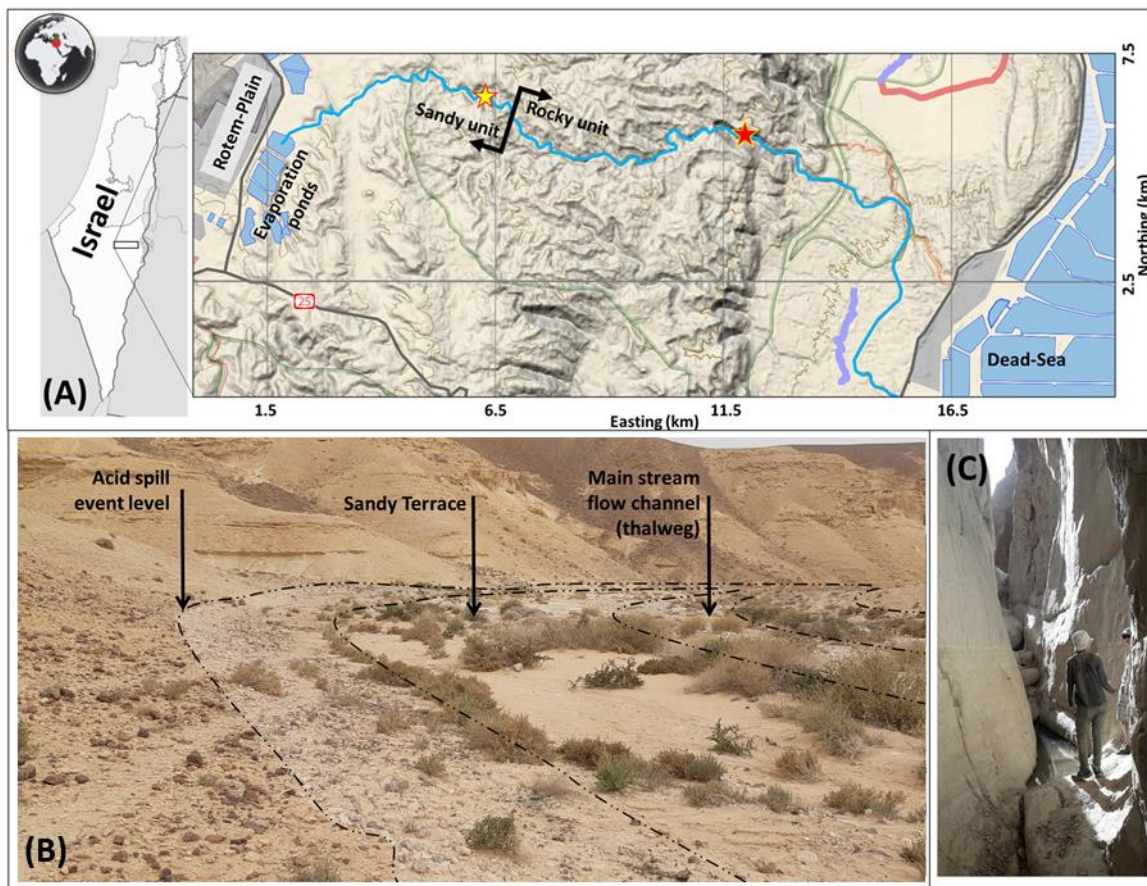 Israel
(A)
Rotem-Plain
Evaporation
ponds
Sandy unit
Rocky unit
25
Dead-Sea
7.5
2.5
Northing (km)
1.5
6.5
11.5
16.5
Easting (km)
Acid spill
event level
Sandy Terrace
Main stream
flow channel
(thalweg)
(B)
(C)